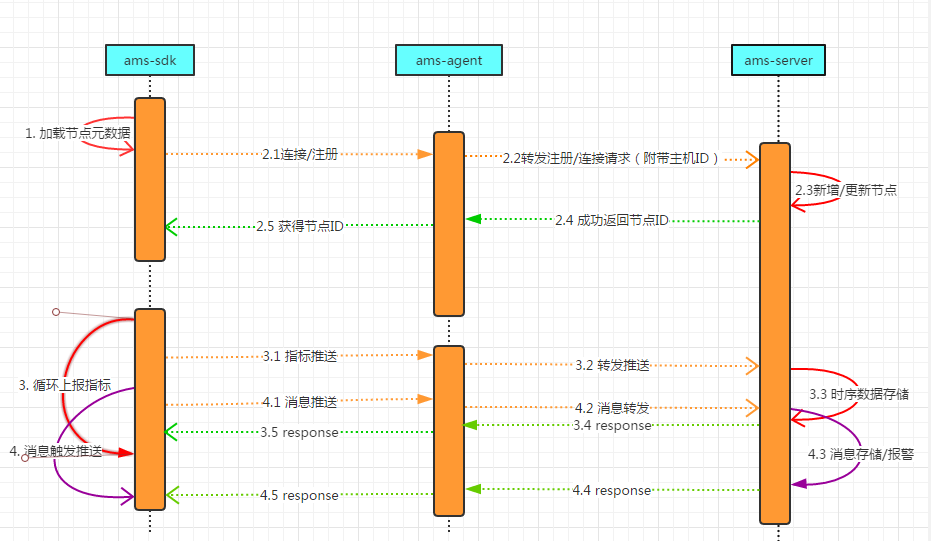 ams-sdk
ams-agent
ams-server
1. 加载节点元数据
2.1连接/注册
2.2转发注册/连接请求（附带主机ID）
2.3新增/更新节点
2.4 成功返回节点ID
2.5 获得节点ID
3.1 指标推送
3.2 转发推送
3. 循环上报指标
3.3 时序数据存储
4.1 消息推送
4.2 消息转发
3.4 response
3.5 response
4. 消息触发推送
4.3 消息存储/报警
4.4 response
4.5 response